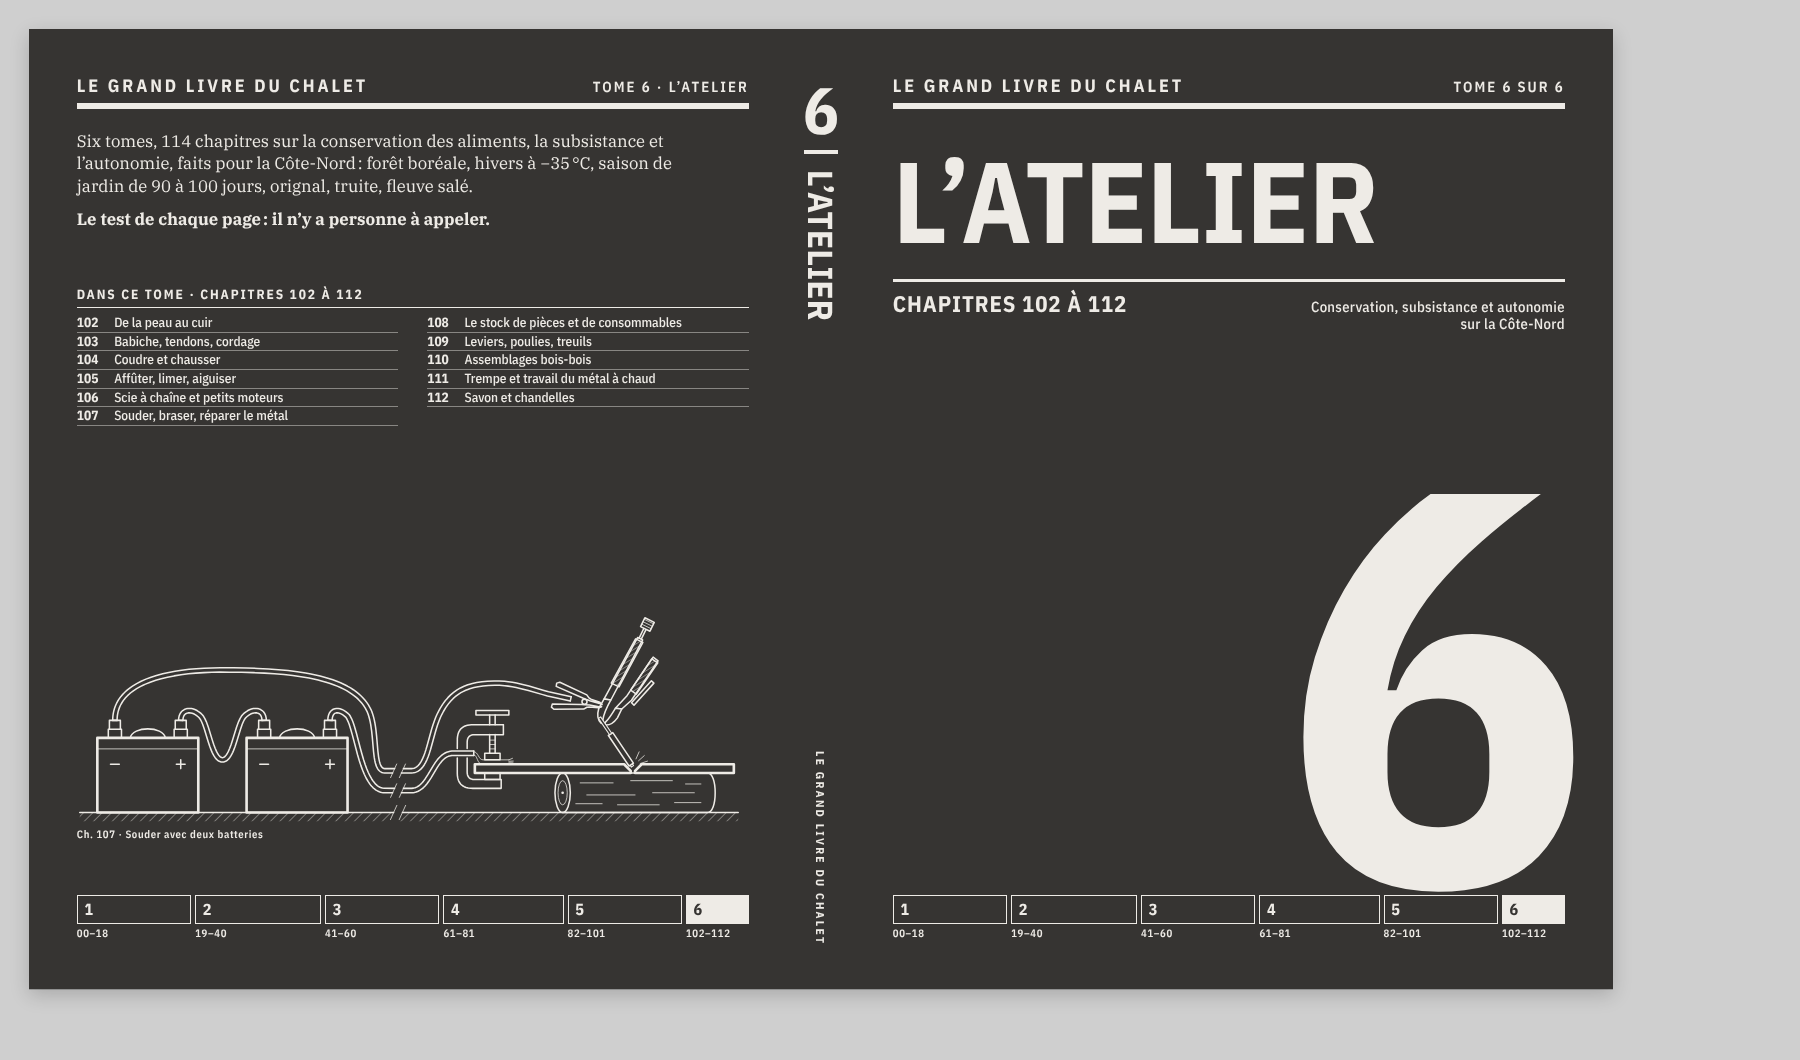 LE GRAND LIVRE DU CHALET
TOME 6 · L’ATELIER
Six tomes, 114 chapitres sur la conservation des aliments, la subsistance et
l’autonomie, faits pour la Côte-Nord : forêt boréale, hivers à −35 °C, saison de
jardin de 90 à 100 jours, orignal, truite, fleuve salé.
Le test de chaque page : il n’y a personne à appeler.
DANS CE TOME · CHAPITRES 102 À 112
102 De la peau au cuir
103 Babiche, tendons, cordage
104 Coudre et chausser
105 Affûter, limer, aiguiser
106 Scie à chaîne et petits moteurs
107 Souder, braser, réparer le métal
108 Le stock de pièces et de consommables
109 Leviers, poulies, treuils
110 Assemblages bois-bois
111 Trempe et travail du métal à chaud
112 Savon et chandelles
− + − +
Ch. 107 · Souder avec deux batteries
1 2 3 4 5 6
00–18 19–40 41–60 61–81 82–101 102–112
6
L’ATELIER
LE GRAND LIVRE DU CHALET
LE GRAND LIVRE DU CHALET
TOME 6 SUR 6
L’ATELIER
CHAPITRES 102 À 112
Conservation, subsistance et autonomie
sur la Côte-Nord
6
1 2 3 4 5 6
00–18 19–40 41–60 61–81 82–101 102–112